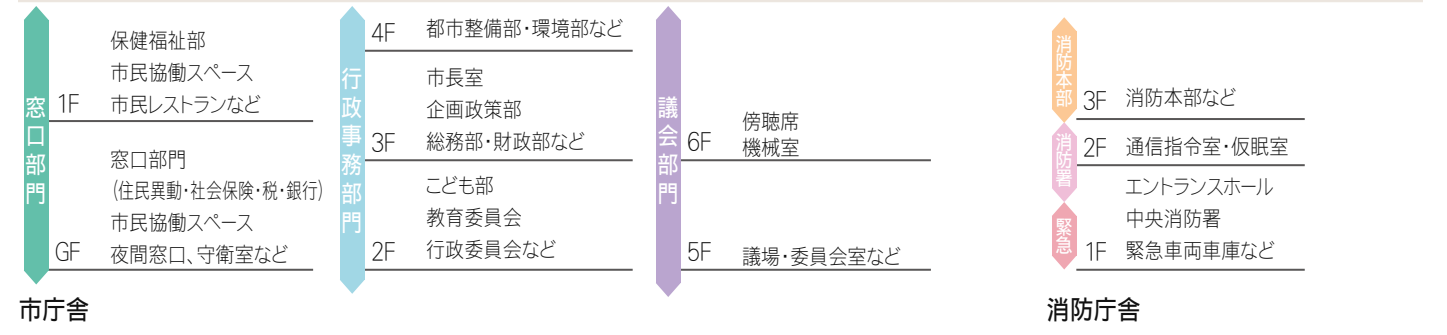 窓口部門
保健福祉部
市民協働スペース
1F 市民レストランなど
窓口部門
(住民異動・社会保険・税・銀行)
市民協働スペース
GF 夜間窓口、守衛室など
行政事務部門
4F 都市整備部・環境部など
市長室
企画政策部
3F 総務部・財政部など
こども部
教育委員会
2F 行政委員会など
議会部門
傍聴席
6F 機械室
5F 議場・委員会室など
市庁舎
消防本部
3F 消防本部など
消防署
2F 通信指令室・仮眠室
緊急
エントランスホール
中央消防署
1F 緊急車両車庫など
消防庁舎